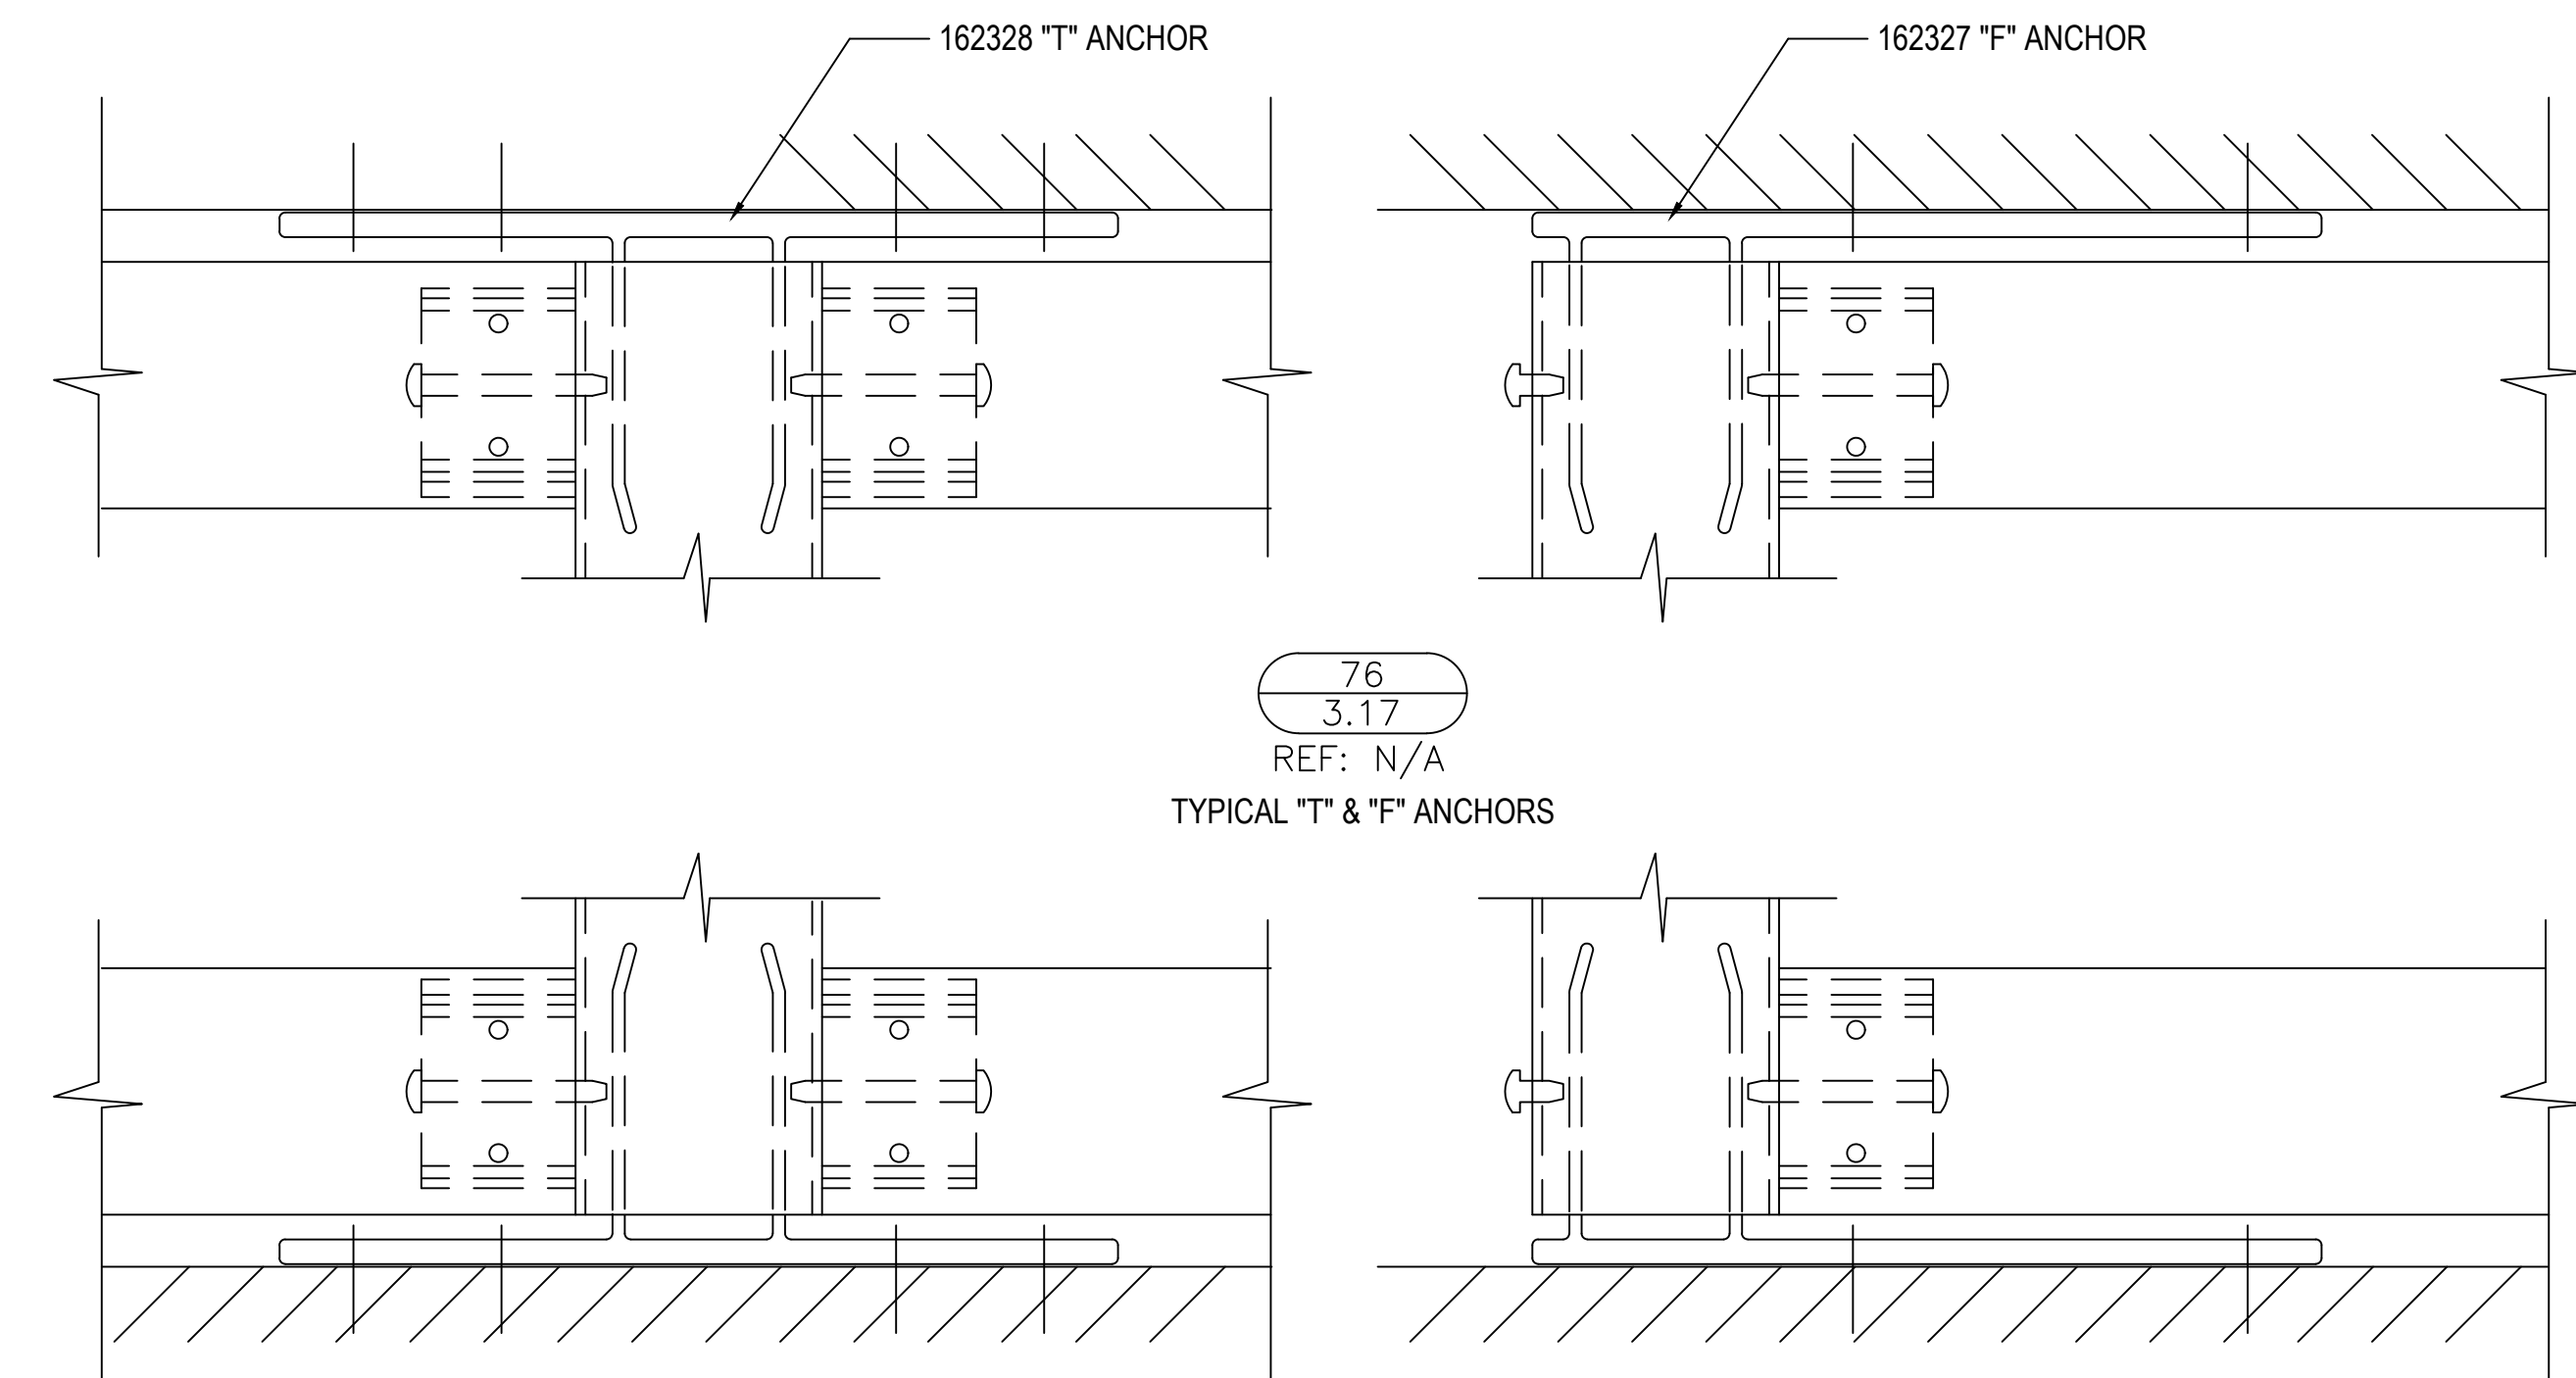 162328 "T" ANCHOR
162327 "F" ANCHOR
76
3.17
REF: N/A
TYPICAL "T" & "F" ANCHORS